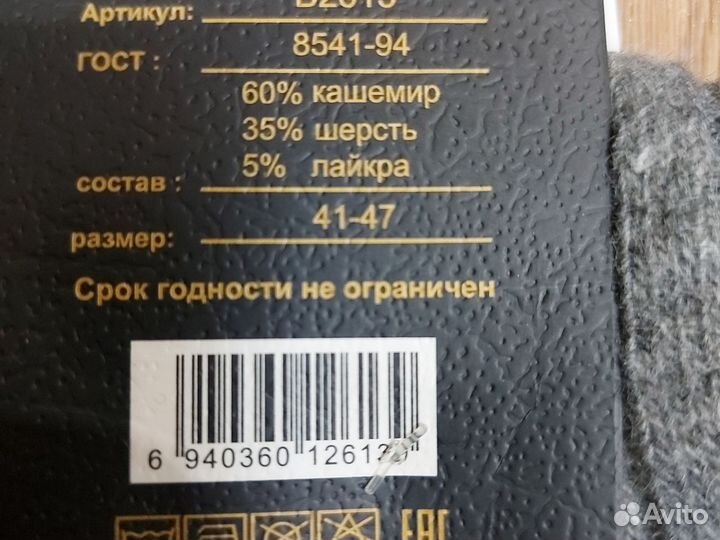 Артикул:
ГОСТ : 8541-94
60% кашемир
35% шерсть
5% лайкра
состав :
41-47
размер:
Срок годности не ограничен
6 940360
EAC
Avito